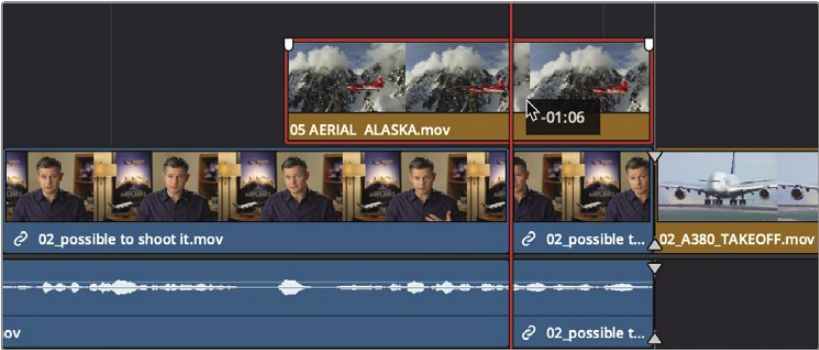 -01:06
05 AERIAL ALASKA.mov
02_possible to shoot it.mov
02_possible t...
02_A380_TAKEOFF.mov
ov
02_possible t...